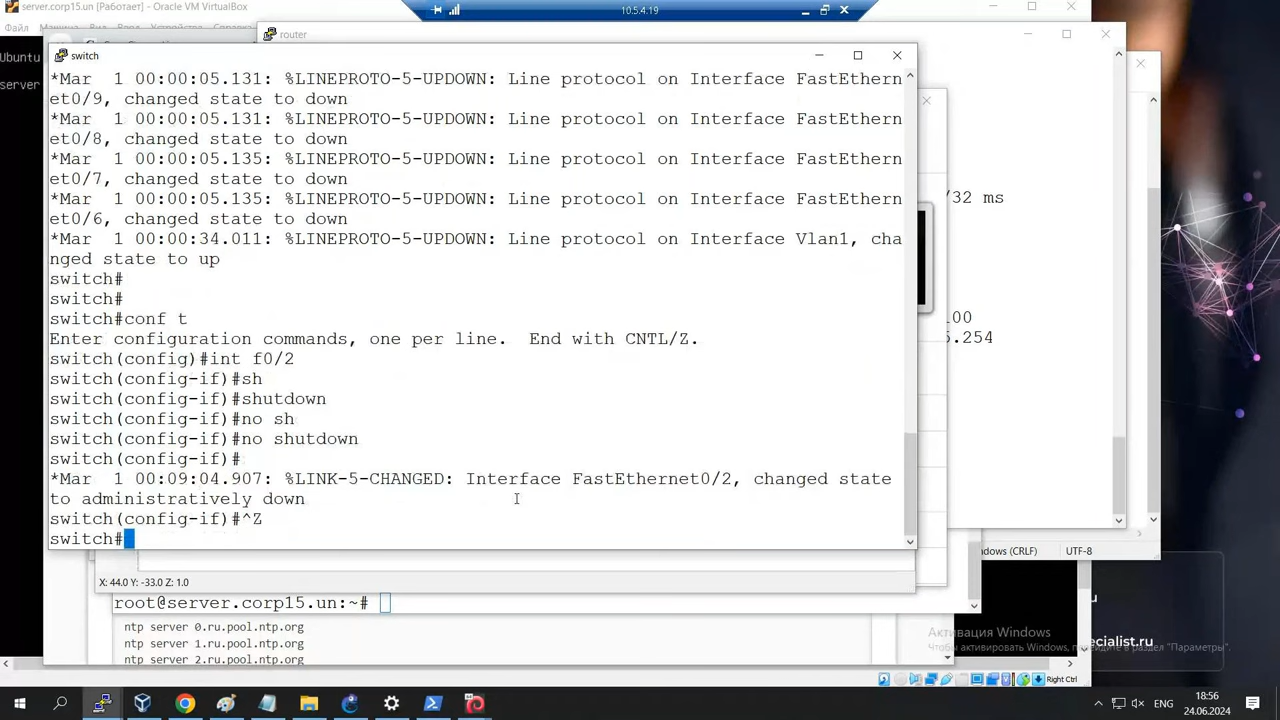 server.corp15.un [Работает] - Oracle VM VirtualBox
10.5.4.19
router
switch
Ubuntu
server
*Mar  1 00:00:05.131: %LINEPROTO-5-UPDOWN: Line protocol on Interface FastEthern
et0/9, changed state to down
*Mar  1 00:00:05.131: %LINEPROTO-5-UPDOWN: Line protocol on Interface FastEthern
et0/8, changed state to down
*Mar  1 00:00:05.135: %LINEPROTO-5-UPDOWN: Line protocol on Interface FastEthern
et0/7, changed state to down
*Mar  1 00:00:05.135: %LINEPROTO-5-UPDOWN: Line protocol on Interface FastEthern
et0/6, changed state to down
*Mar  1 00:00:34.011: %LINEPROTO-5-UPDOWN: Line protocol on Interface Vlan1, cha
nged state to up
switch#
switch#
switch#conf t
Enter configuration commands, one per line.  End with CNTL/Z.
switch(config)#int f0/2
switch(config-if)#sh
switch(config-if)#shutdown
switch(config-if)#no sh
switch(config-if)#no shutdown
switch(config-if)#
*Mar  1 00:09:04.907: %LINK-5-CHANGED: Interface FastEthernet0/2, changed state
to administratively down
switch(config-if)#^Z
switch#
/32 ms
00
5.254
ndows (CRLF) UTF-8
X: 44.0 Y: -33.0 Z: 1.0
root@server.corp15.un:~#
ntp server 0.ru.pool.ntp.org
ntp server 1.ru.pool.ntp.org
ntp server 2.ru.pool.ntp.org
u
ecialist.ru
Активация Windows
Чтобы активировать Windows, перейдите в раздел "Параметры".
Right Ctrl
ENG
18:56
24.06.2024